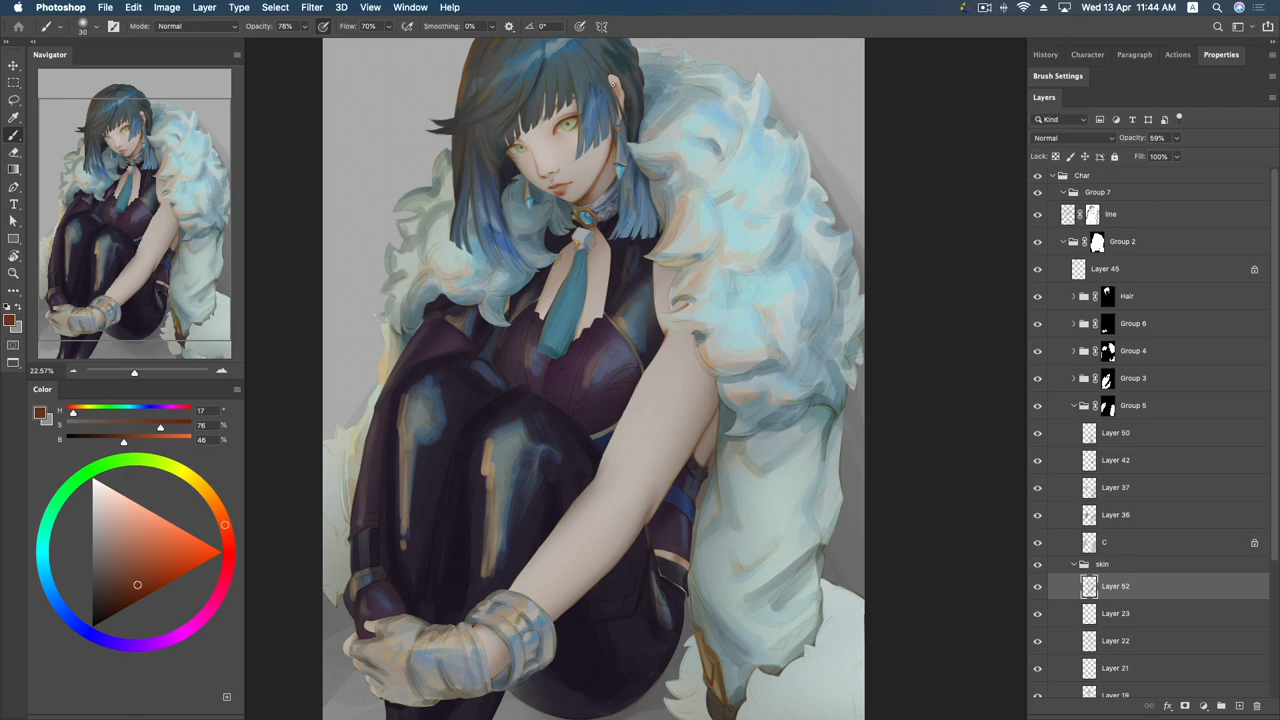 Photoshop File Edit Image Layer Type Select Filter 3D View Window Help
Wed 13 Apr 11:44 AM
A
30
Mode: Normal
Opacity: 78%
Flow: 70%
Smoothing: 0%
0°
Navigator
22.57%
Color
H 17 °
S 76 %
B 46 %
History Character Paragraph Actions Properties
Brush Settings
Layers
Kind
Normal
Opacity: 59%
Lock:
Fill: 100%
Char
Group 7
line
Group 2
Layer 45
Hair
Group 6
Group 4
Group 3
Group 5
Layer 50
Layer 42
Layer 37
Layer 36
C
skin
Layer 52
Layer 23
Layer 22
Layer 21
Layer 19